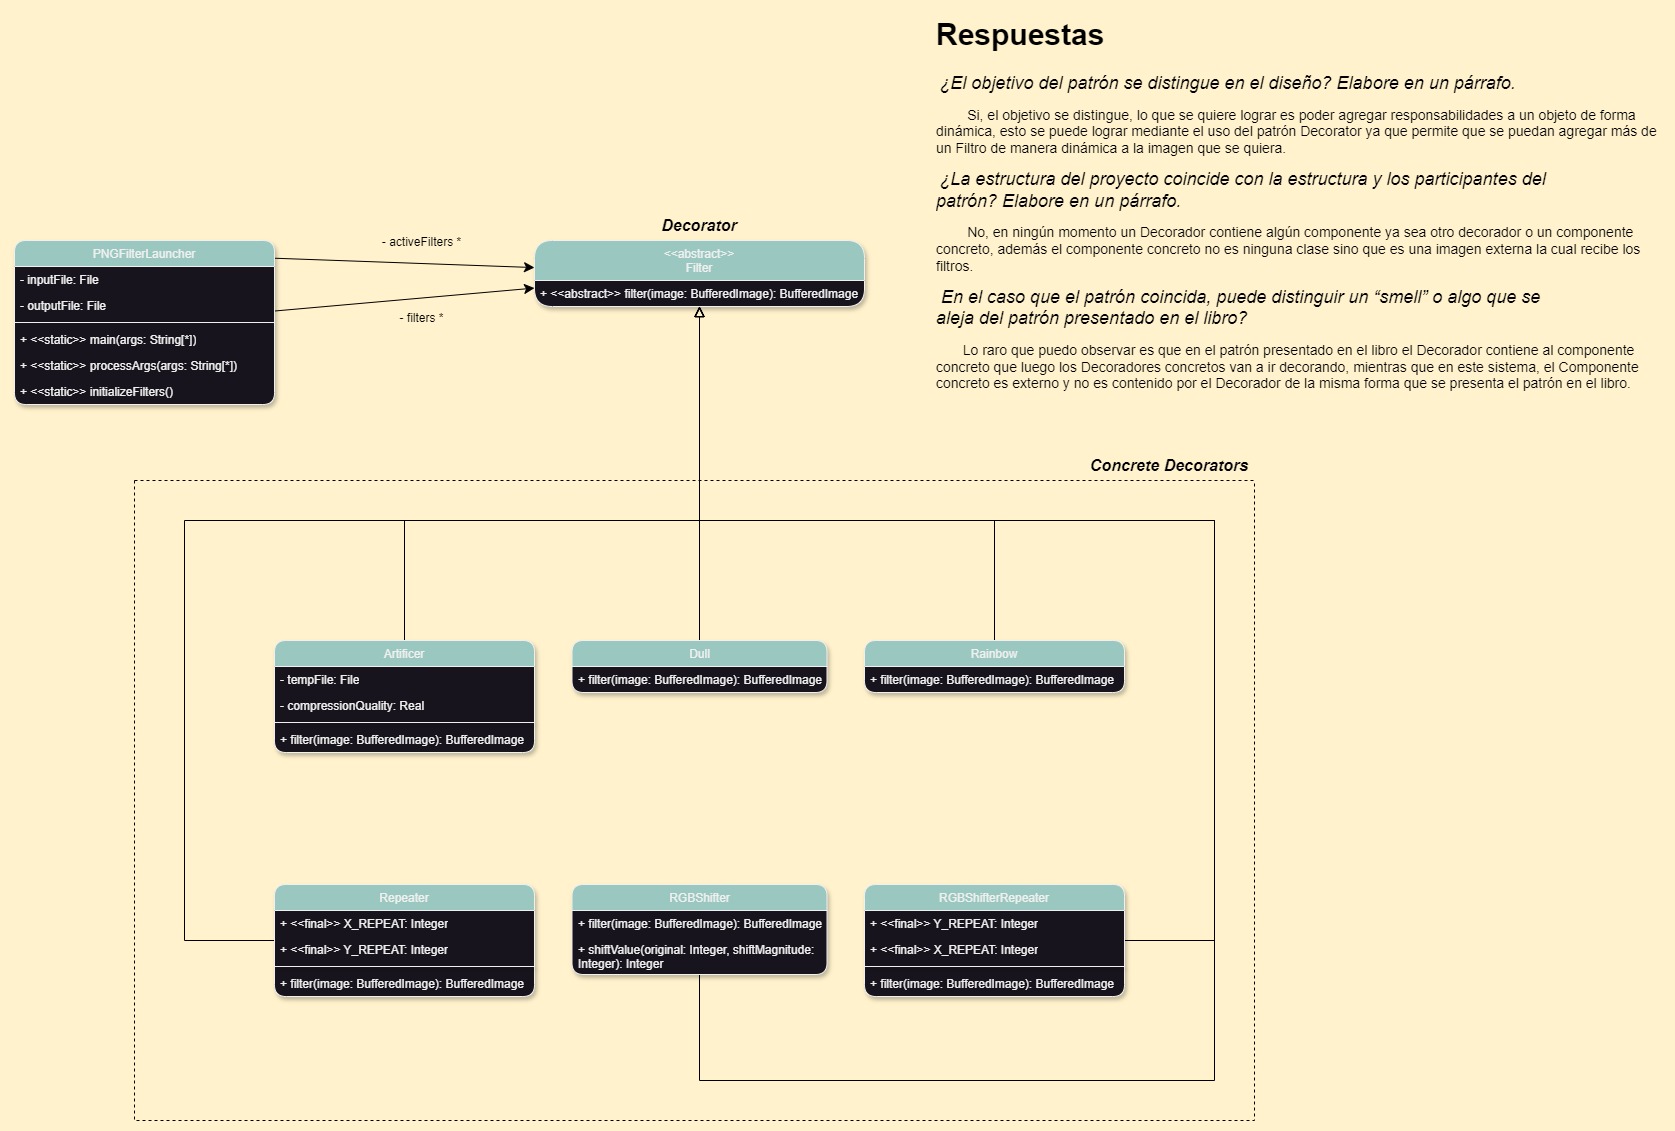 Respuestas
¿El objetivo del patrón se distingue en el diseño? Elabore en un párrafo.
Si, el objetivo se distingue, lo que se quiere lograr es poder agregar responsabilidades a un objeto de forma
dinámica, esto se puede lograr mediante el uso del patrón Decorator ya que permite que se puedan agregar más de
un Filtro de manera dinámica a la imagen que se quiera.
¿La estructura del proyecto coincide con la estructura y los participantes del
patrón? Elabore en un párrafo.
No, en ningún momento un Decorador contiene algún componente ya sea otro decorador o un componente
concreto, además el componente concreto no es ninguna clase sino que es una imagen externa la cual recibe los
filtros.
En el caso que el patrón coincida, puede distinguir un “smell” o algo que se
aleja del patrón presentado en el libro?
Lo raro que puedo observar es que en el patrón presentado en el libro el Decorador contiene al componente
concreto que luego los Decoradores concretos van a ir decorando, mientras que en este sistema, el Componente
concreto es externo y no es contenido por el Decorador de la misma forma que se presenta el patrón en el libro.
PNGFilterLauncher
- inputFile: File
- outputFile: File
+ <<static>> main(args: String[*])
+ <<static>> processArgs(args: String[*])
+ <<static>> initializeFilters()
- activeFilters *
- filters *
Decorator
<<abstract>>
Filter
+ <<abstract>> filter(image: BufferedImage): BufferedImage
Concrete Decorators
Artificer
- tempFile: File
- compressionQuality: Real
+ filter(image: BufferedImage): BufferedImage
Dull
+ filter(image: BufferedImage): BufferedImage
Rainbow
+ filter(image: BufferedImage): BufferedImage
Repeater
+ <<final>> X_REPEAT: Integer
+ <<final>> Y_REPEAT: Integer
+ filter(image: BufferedImage): BufferedImage
RGBShifter
+ filter(image: BufferedImage): BufferedImage
+ shiftValue(original: Integer, shiftMagnitude:
Integer): Integer
RGBShifterRepeater
+ <<final>> Y_REPEAT: Integer
+ <<final>> X_REPEAT: Integer
+ filter(image: BufferedImage): BufferedImage